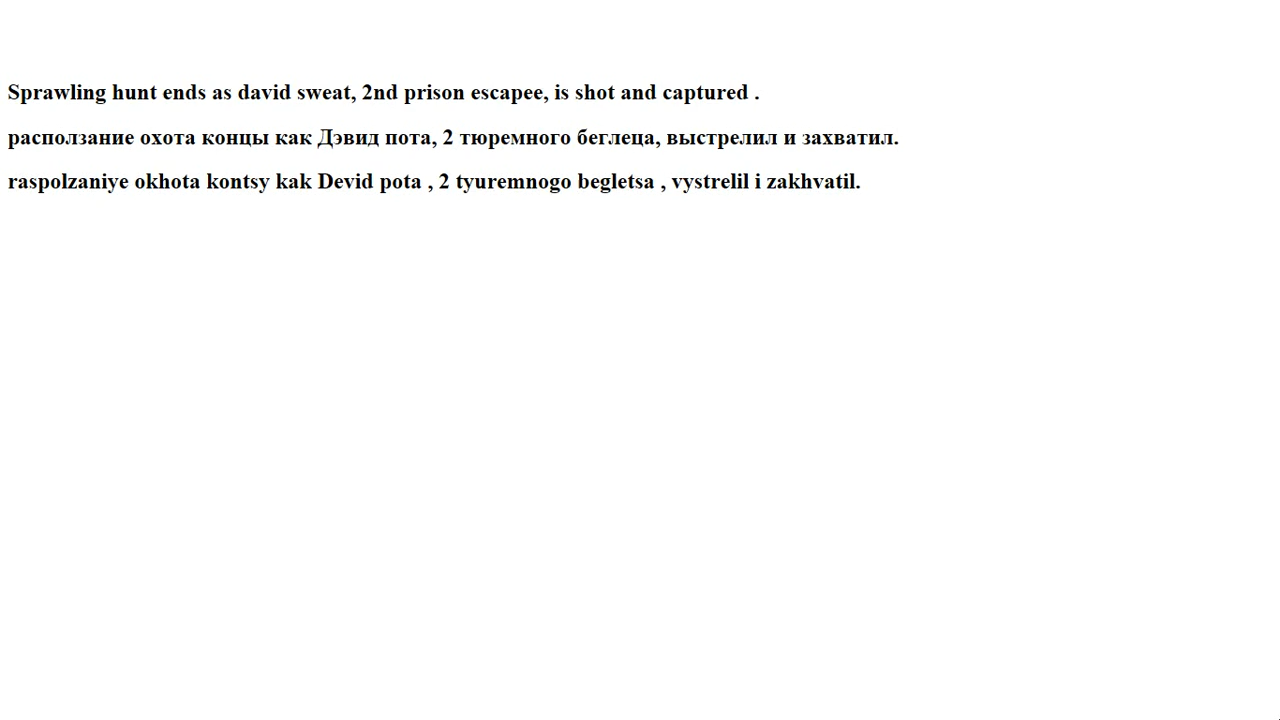 Sprawling hunt ends as david sweat, 2nd prison escapee, is shot and captured .
расползание охота концы как Дэвид пота, 2 тюремного беглеца, выстрелил и захватил.
raspolzaniye okhota kontsy kak Devid pota , 2 tyuremnogo begletsa , vystrelil i zakhvatil.